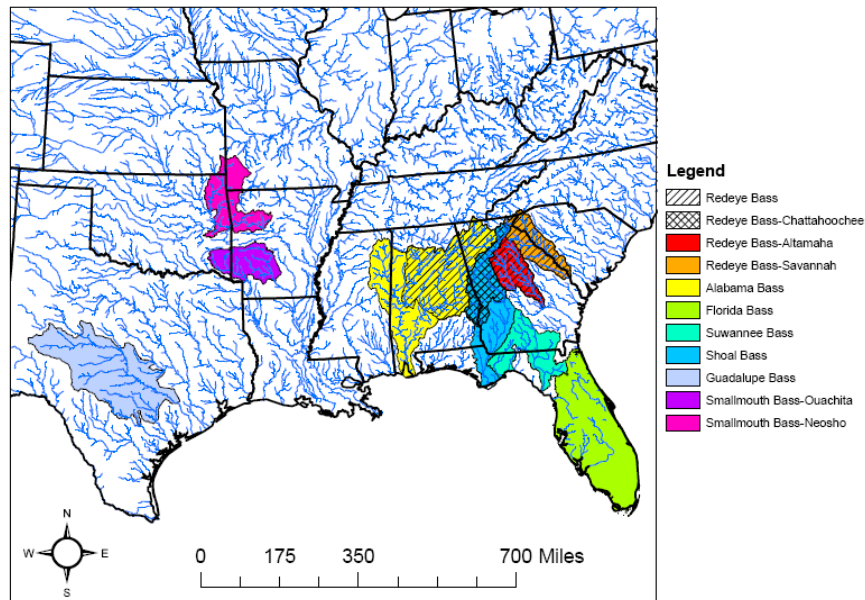 Legend
Redeye Bass
Redeye Bass-Chattahoochee
Redeye Bass-Altamaha
Redeye Bass-Savannah
Alabama Bass
Florida Bass
Suwannee Bass
Shoal Bass
Guadalupe Bass
Smallmouth Bass-Ouachita
Smallmouth Bass-Neosho
N
W E
S
0 175 350 700 Miles